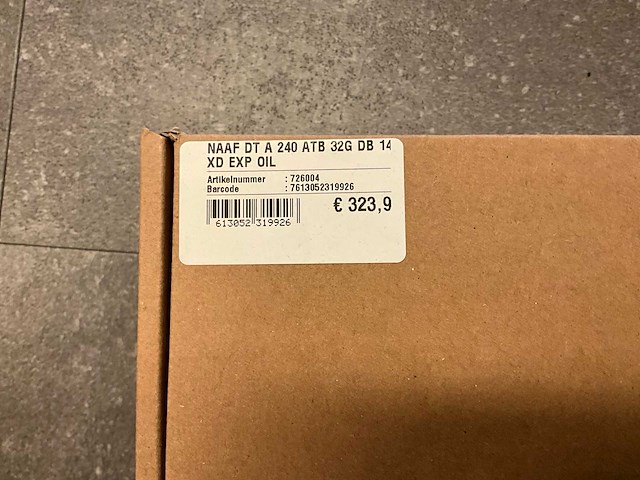 NAAF DT A 240 ATB 32G DB 14
XD EXP OIL
Artikelnummer : 726004
Barcode : 7613052319926
€ 323,9
613052 319926